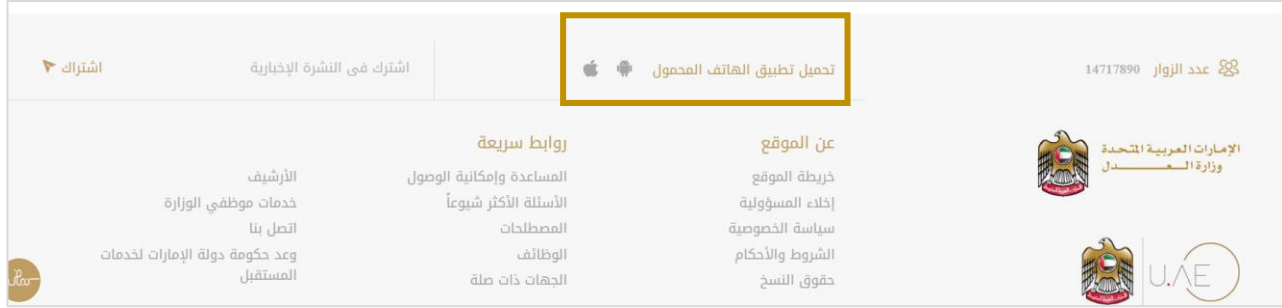 عدد الزوار 14717890
تحميل تطبيق الهاتف المحمول
اشترك في النشرة الإخبارية
اشتراك
الإمارات العربية المتحدة
وزارة العدل
U.AE
عن الموقع
خريطة الموقع
إخلاء المسؤولية
سياسة الخصوصية
الشروط والأحكام
حقوق النسخ
روابط سريعة
المساعدة وإمكانية الوصول
الأسئلة الأكثر شيوعاً
المصطلحات
الوظائف
الجهات ذات صلة
الأرشيف
خدمات موظفي الوزارة
اتصل بنا
وعد حكومة دولة الإمارات لخدمات
المستقبل